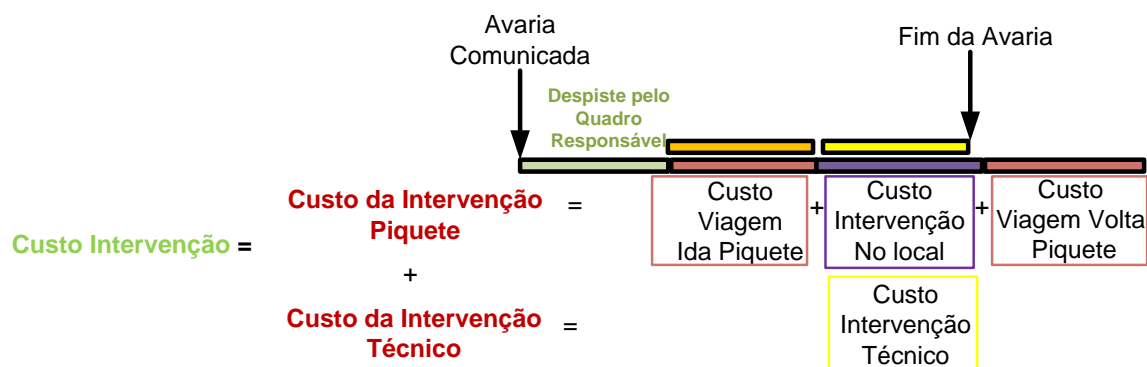 Avaria
Comunicada
Fim da Avaria
Despiste pelo
Quadro
Responsável
Custo Intervenção =
Custo da Intervenção
Piquete
=
Custo
Viagem
Ida Piquete
+
Custo
Intervenção
No local
+
Custo
Viagem Volta
Piquete
+
Custo da Intervenção
Técnico
=
Custo
Intervenção
Técnico